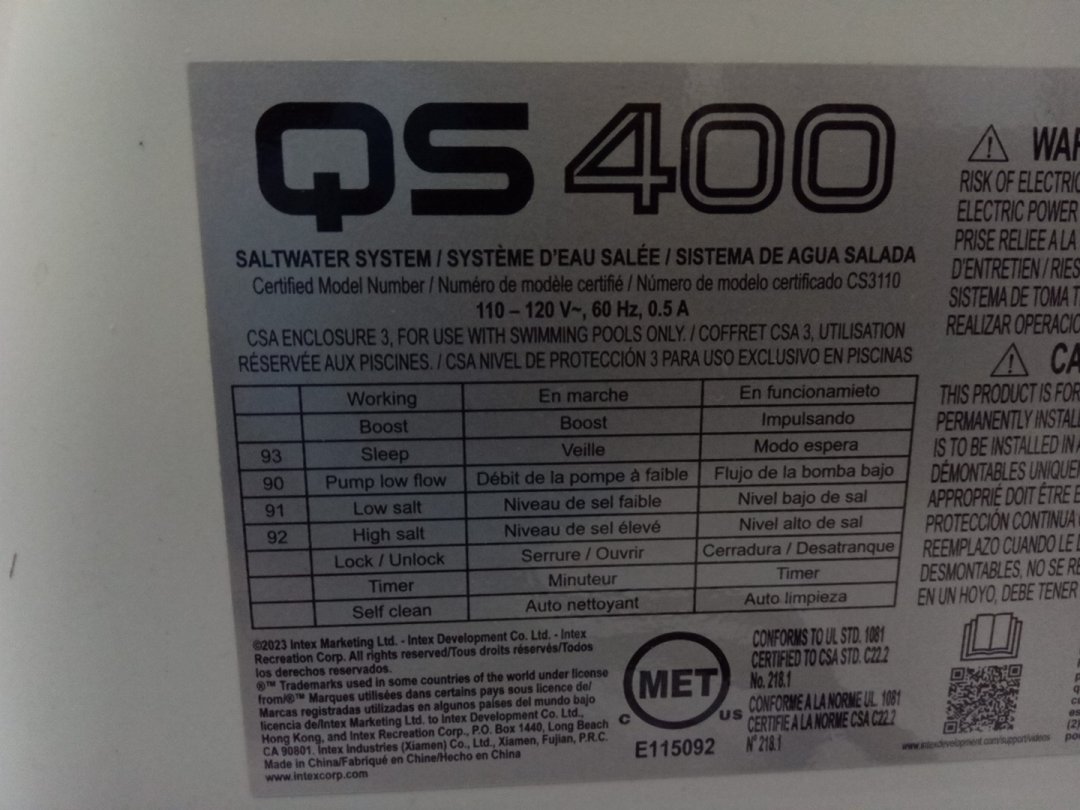 QS 400
SALTWATER SYSTEM / SYSTÈME D'EAU SALÉE / SISTEMA DE AGUA SALADA
Certified Model Number / Numéro de modèle certifié / Número de modelo certificado CS3110
110 – 120 V~, 60 Hz, 0.5 A
CSA ENCLOSURE 3, FOR USE WITH SWIMMING POOLS ONLY. / COFFRET CSA 3, UTILISATION
RÉSERVÉE AUX PISCINES. / CSA NIVEL DE PROTECCIÓN 3 PARA USO EXCLUSIVO EN PISCINAS
Working En marche En funcionamieto
Boost Boost Impulsando
93 Sleep Veille Modo espera
90 Pump low flow Débit de la pompe à faible Flujo de la bomba bajo
91 Low salt Niveau de sel faible Nivel bajo de sal
92 High salt Niveau de sel élevé Nivel alto de sal
Lock / Unlock Serrure / Ouvrir Cerradura / Desatranque
Timer Minuteur Timer
Self clean Auto nettoyant Auto limpieza
©2023 Intex Marketing Ltd. - Intex Development Co. Ltd. - Intex
Recreation Corp. All rights reserved/Tous droits réservés/Todos
los derechos reservados.
®™ Trademarks used in some countries of the world under license
from/®™ Marques utilisées dans certains pays sous licence de/
Marcas registradas utilizadas en algunos países del mundo bajo
licencia de/Intex Marketing Ltd. to Intex Development Co. Ltd.,
Hong Kong, and Intex Recreation Corp., P.O. Box 1440, Long Beach
CA 90801. Intex Industries (Xiamen) Co., Ltd., Xiamen, Fujian, P.R.C.
Made in China/Fabriqué en Chine/Hecho en China
www.intexcorp.com
MET
C US
E115092
CONFORMS TO UL STD. 1081
CERTIFIED TO CSA STD. C22.2
No. 218.1
CONFORME A LA NORME UL 1081
CERTIFIE A LA NORME CSA C22.2
N° 218.1
RISK OF
ELECTRIC POWER
PRISE RELIEE A LA
D'ENTRETIEN /
SISTEMA DE TOMA
REALIZAR
THIS PRODUCT IS FOR
PERMANENTLY
IS TO BE INSTALLED IN
DÉMONTABLES
APPROPRIÉ DOIT ÊTRE
PROTECCIÓN CONTINUA
REEMPLAZO CUANDO LE
DESMONTABLES, NO SE
EN UN HOYO, DEBE TENER
www.intexdevelopment.com/support/videos